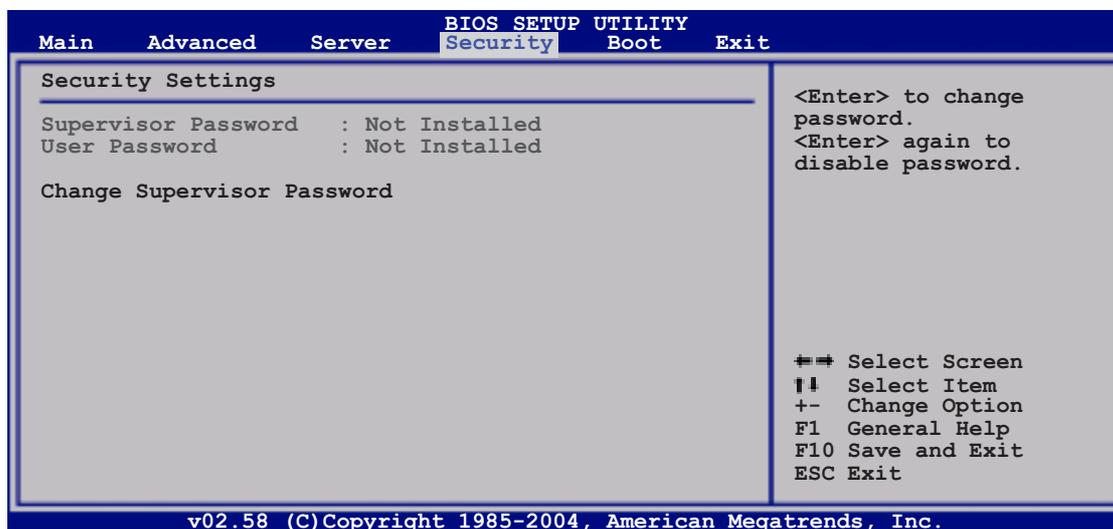 BIOS SETUP UTILITY
Main Advanced Server Security Boot Exit
Security Settings
Supervisor Password : Not Installed
User Password : Not Installed
Change Supervisor Password
<Enter> to change
password.
<Enter> again to
disable password.
←→ Select Screen
↑↓ Select Item
+- Change Option
F1 General Help
F10 Save and Exit
ESC Exit
v02.58 (C)Copyright 1985-2004, American Megatrends, Inc.